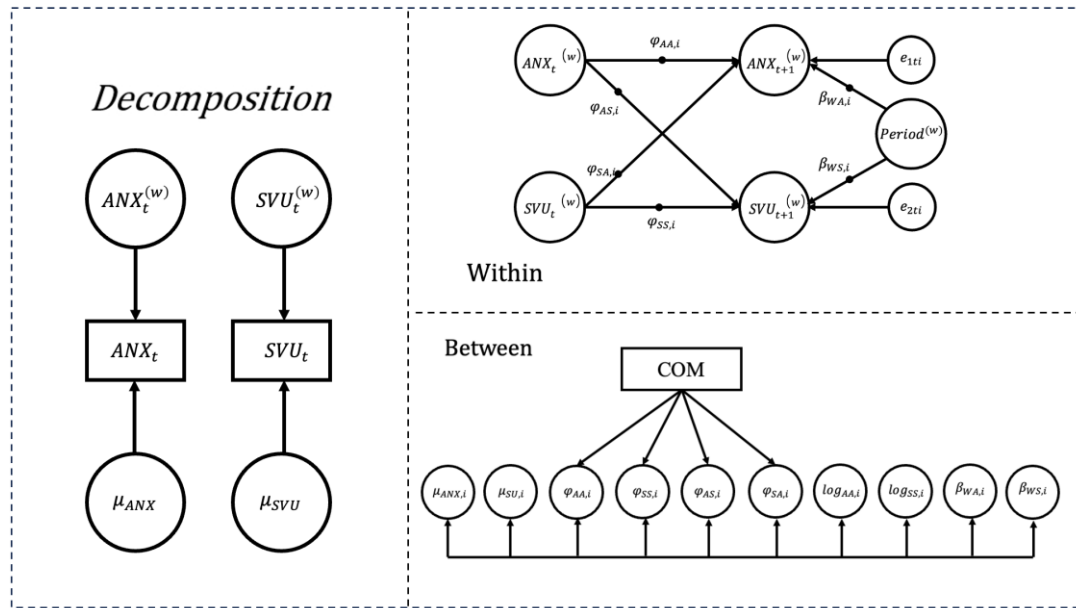 Decomposition
ANX_t^(w) SVU_t^(w)
ANX_t SVU_t
μ_ANX μ_SVU
ANX_t^(w) φ_AA,i ANX_t+1^(w) e_1ti
φ_AS,i β_WA,i
Period^(w)
φ_SA,i β_WS,i
SVU_t^(w) φ_SS,i SVU_t+1^(w) e_2ti
Within
Between
COM
μ_ANX,i μ_SU,i φ_AA,i φ_SS,i φ_AS,i φ_SA,i log_AA,i log_SS,i β_WA,i β_WS,i